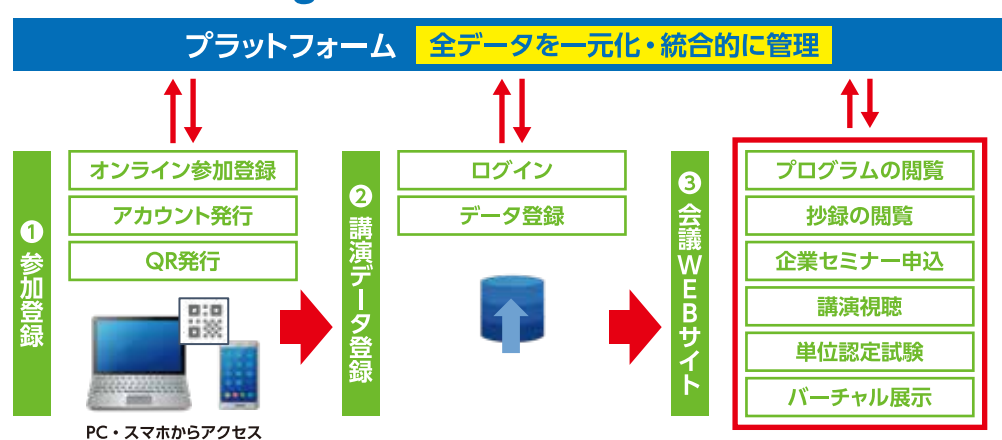 プラットフォーム 全データを一元化・統合的に管理
❶ 参加登録
オンライン参加登録
アカウント発行
QR発行
PC・スマホからアクセス
❷ 講演データ登録
ログイン
データ登録
❸ 会議WEBサイト
プログラムの閲覧
抄録の閲覧
企業セミナー申込
講演視聴
単位認定試験
バーチャル展示